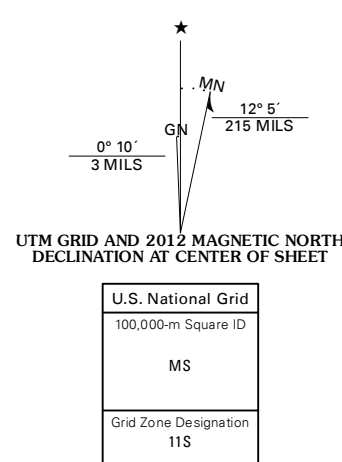 ★
MN
12° 5´
215 MILS
GN
0° 10´
3 MILS
UTM GRID AND 2012 MAGNETIC NORTH
DECLINATION AT CENTER OF SHEET
U.S. National Grid
100,000-m Square ID
MS
Grid Zone Designation
11S